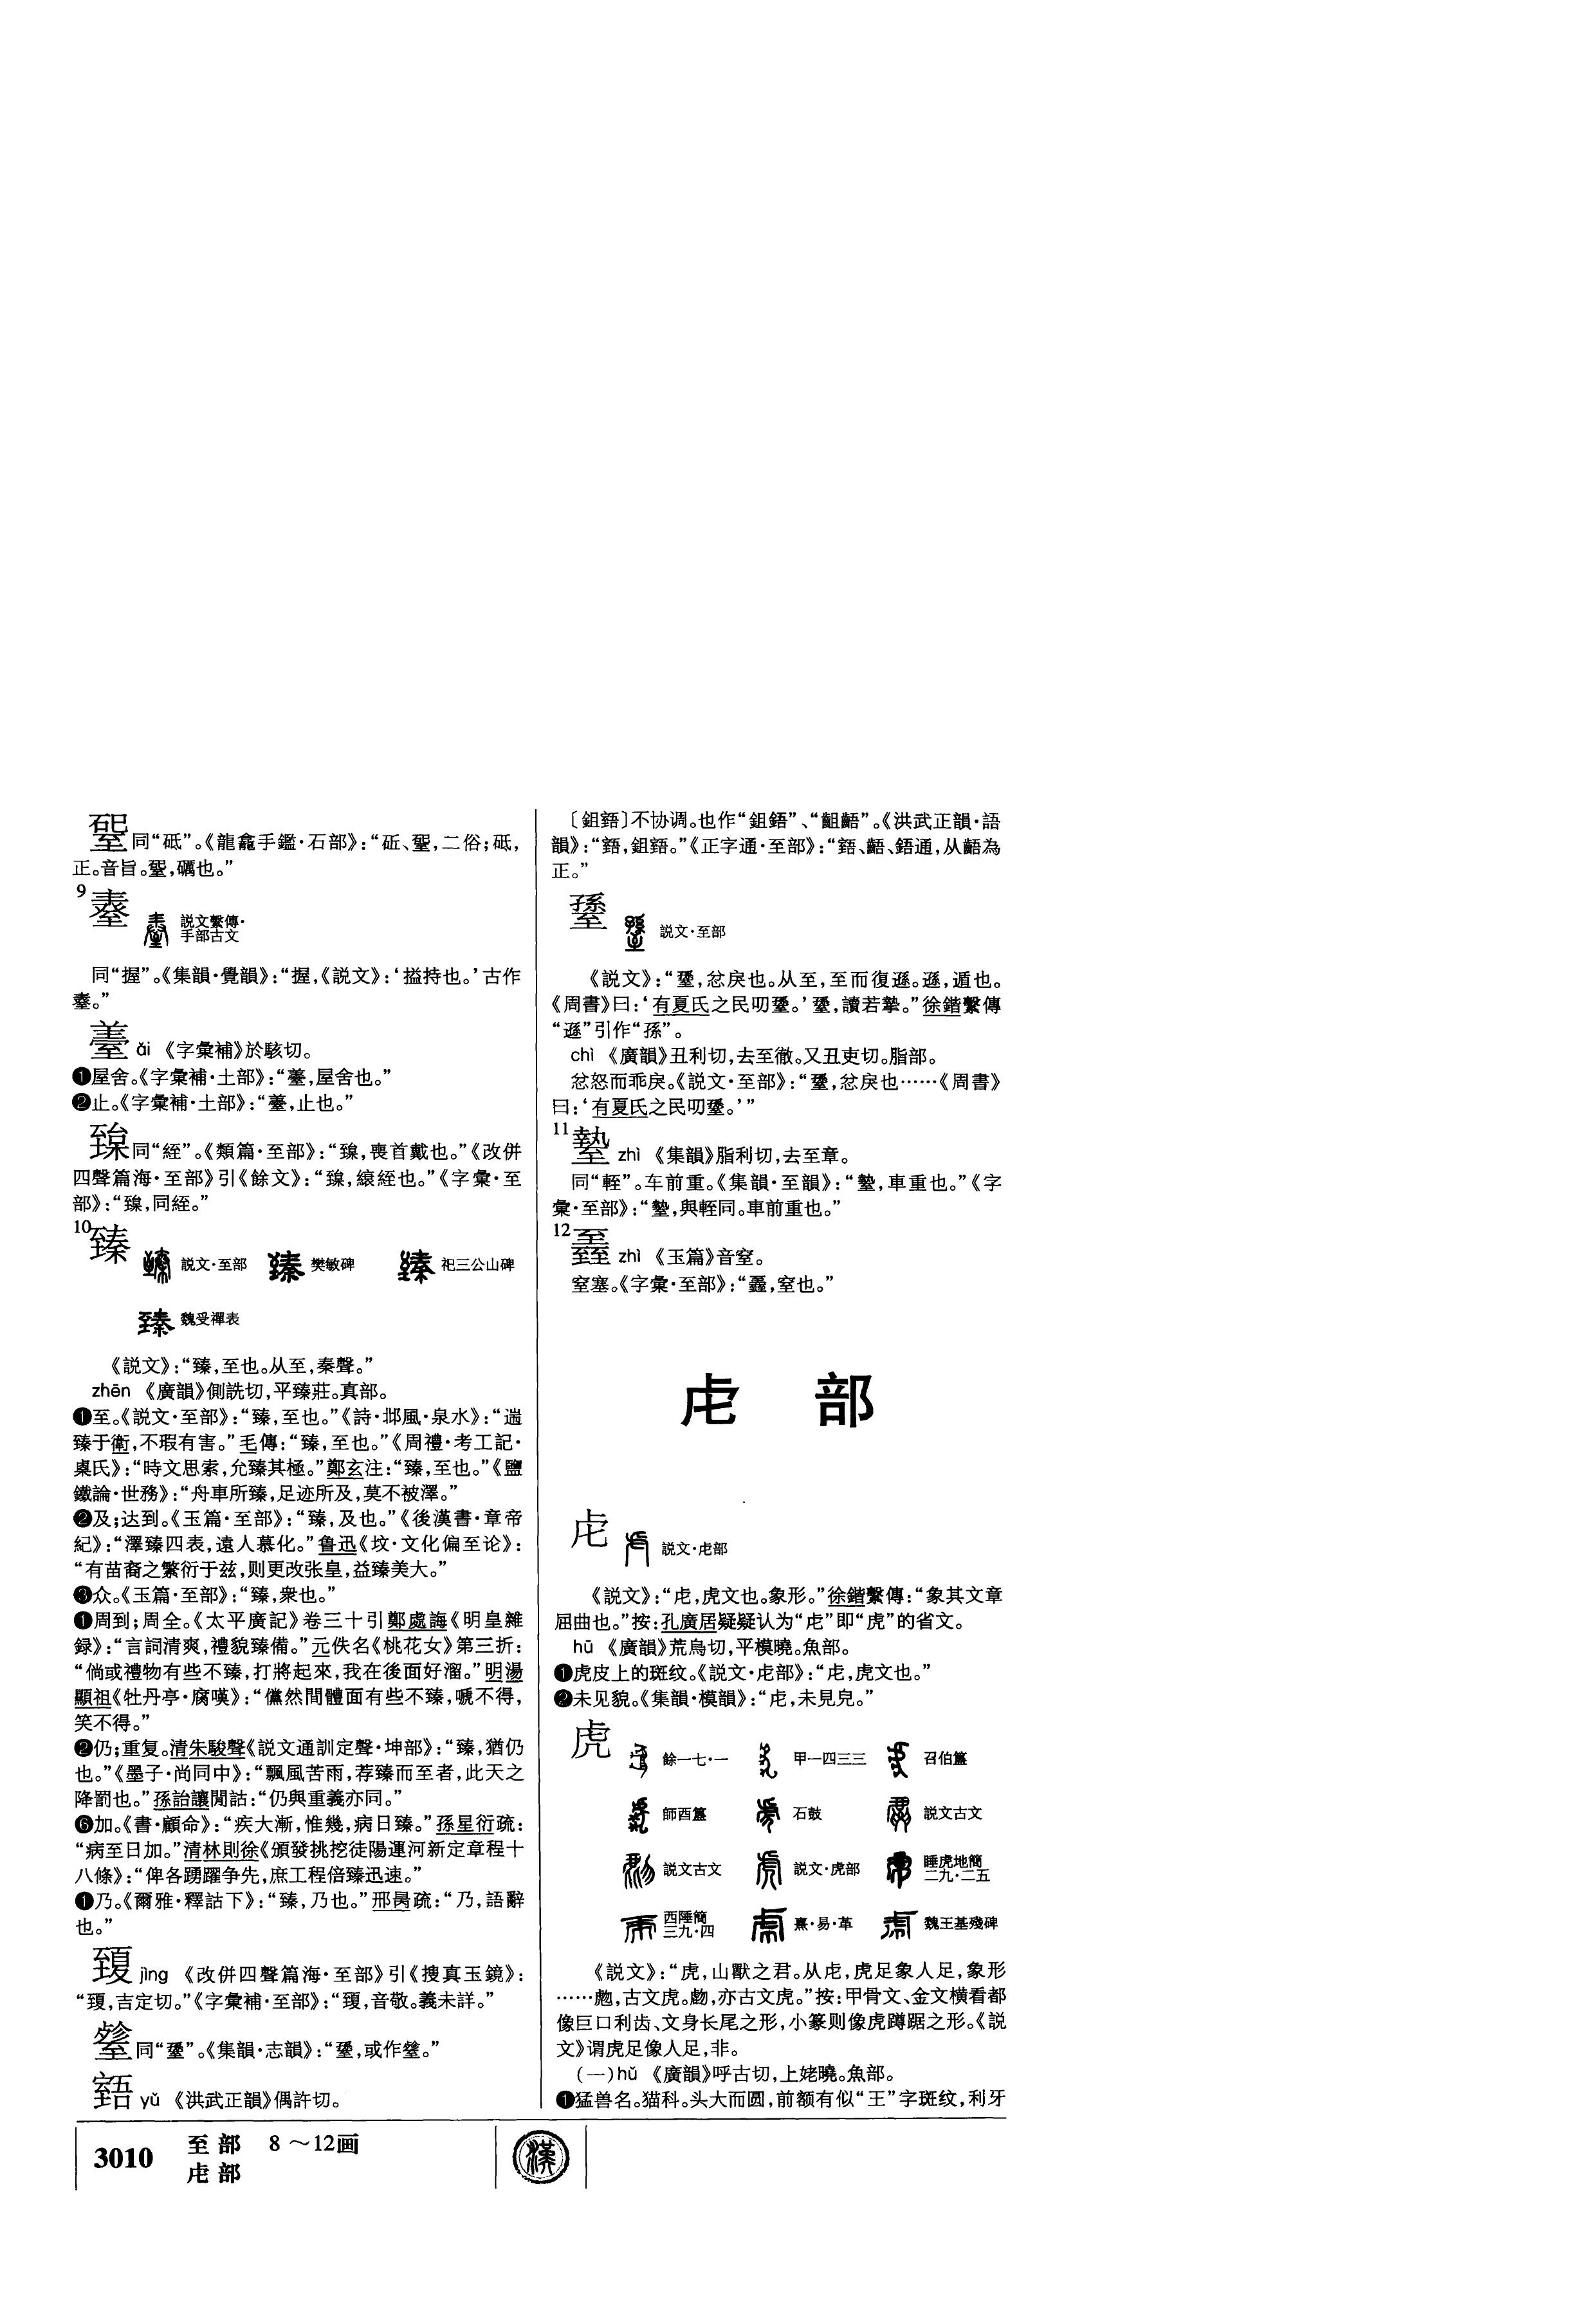 同“砥”。《龍龕手鑑·石部》：“𥐶、，二俗；砥，
正。音旨。，礪也。”
9
説文繫傳·
手部古文
同“握”。《集韻·覺韻》：“握，《説文》：‘搤持也。’古作
ǎi 《字彙補》於駭切。
❶屋舍。《字彙補·土部》：“，屋舍也。”
❷止。《字彙補·土部》：“，止也。”
同“絰”。《類篇·至部》：“，喪首戴也。”《改併
四聲篇海·至部》引《餘文》：“，縗絰也。”《字彙·至
部》：“，同絰。”
10
臻 説文·至部 樊敏碑 祀三公山碑
魏受禪表
《説文》：“臻，至也。从至，秦聲。”
zhēn 《廣韻》側詵切，平臻莊。真部。
❶至。《説文·至部》：“臻，至也。”《詩·邶風·泉水》：“遄
臻于衛，不瑕有害。”毛傳：“臻，至也。”《周禮·考工記·
㮚氏》：“時文思索，允臻其極。”鄭玄注：“臻，至也。”《鹽
鐵論·世務》：“舟車所臻，足迹所及，莫不被澤。”
❷及；达到。《玉篇·至部》：“臻，及也。”《後漢書·章帝
紀》：“澤臻四表，遠人慕化。”鲁迅《坟·文化偏至论》：
“有苗裔之繁衍于兹，则更改张皇，益臻美大。”
❸众。《玉篇·至部》：“臻，衆也。”
❶周到；周全。《太平廣記》卷三十引鄭處誨《明皇雜
録》：“言詞清爽，禮貌臻備。”元佚名《桃花女》第三折：
“倘或禮物有些不臻，打將起來，我在後面好溜。”明湯
顯祖《牡丹亭·腐嘆》：“儻然間體面有些不臻，嗁不得，
笑不得。”
❷仍；重复。清朱駿聲《説文通訓定聲·坤部》：“臻，猶仍
也。”《墨子·尚同中》：“飄風苦雨，荐臻而至者，此天之
降罰也。”孫詒讓閒詁：“仍與重義亦同。”
❻加。《書·顧命》：“疾大漸，惟幾，病日臻。”孫星衍疏：
“病至日加。”清林則徐《頒發挑挖徒陽運河新定章程十
八條》：“俾各踴躍争先，庶工程倍臻迅速。”
❶乃。《爾雅·釋詁下》：“臻，乃也。”邢昺疏：“乃，語辭
也。”
jìng 《改併四聲篇海·至部》引《搜真玉鏡》：
“，吉定切。”《字彙補·至部》：“，音敬。義未詳。”
同“𦥎”。《集韻·志韻》：“𦥎，或作。”
yǔ 《洪武正韻》偶許切。
〔鉏〕不协调。也作“鉏鋙”、“齟齬”。《洪武正韻·語
韻》：“，鉏。”《正字通·至部》：“、齬、鋙通，从齬為
正。”
𦥎 説文·至部
《説文》：“𦥎，忿戾也。从至，至而復遜。遜，遁也。
《周書》曰：‘有夏氏之民叨𦥎。’𦥎，讀若摯。”徐鍇繫傳
“遜”引作“孫”。
chì 《廣韻》丑利切，去至徹。又丑吏切。脂部。
忿怒而乖戾。《説文·至部》：“𦥎，忿戾也……《周書》
曰：‘有夏氏之民叨𦥎。’”
11
zhì 《集韻》脂利切，去至章。
同“輊”。车前重。《集韻·至韻》：“，車重也。”《字
彙·至部》：“，與輊同。車前重也。”
12
zhì 《玉篇》音窒。
窒塞。《字彙·至部》：“，窒也。”
虍 部
虍 説文·虍部
《説文》：“虍，虎文也。象形。”徐鍇繫傳：“象其文章
屈曲也。”按：孔廣居疑疑认为“虍”即“虎”的省文。
hū 《廣韻》荒烏切，平模曉。魚部。
❶虎皮上的斑纹。《説文·虍部》：“虍，虎文也。”
❷未见貌。《集韻·模韻》：“虍，未見皃。”
虎 餘一七·一 甲一四三三 召伯簋
師酉簋 石鼓 説文古文
説文古文 説文·虎部 睡虎地簡二九·二五
西陲簡三九·四 熹·易·革 魏王基殘碑
《説文》：“虎，山獸之君。从虍，虎足象人足，象形
……，古文虎。，亦古文虎。”按：甲骨文、金文横看都
像巨口利齿、文身长尾之形，小篆则像虎蹲踞之形。《説
文》谓虎足像人足，非。
（一）hǔ 《廣韻》呼古切，上姥曉。魚部。
❶猛兽名。猫科。头大而圆，前额有似“王”字斑纹，利牙
3010 至部 8～12画
虍部
漢